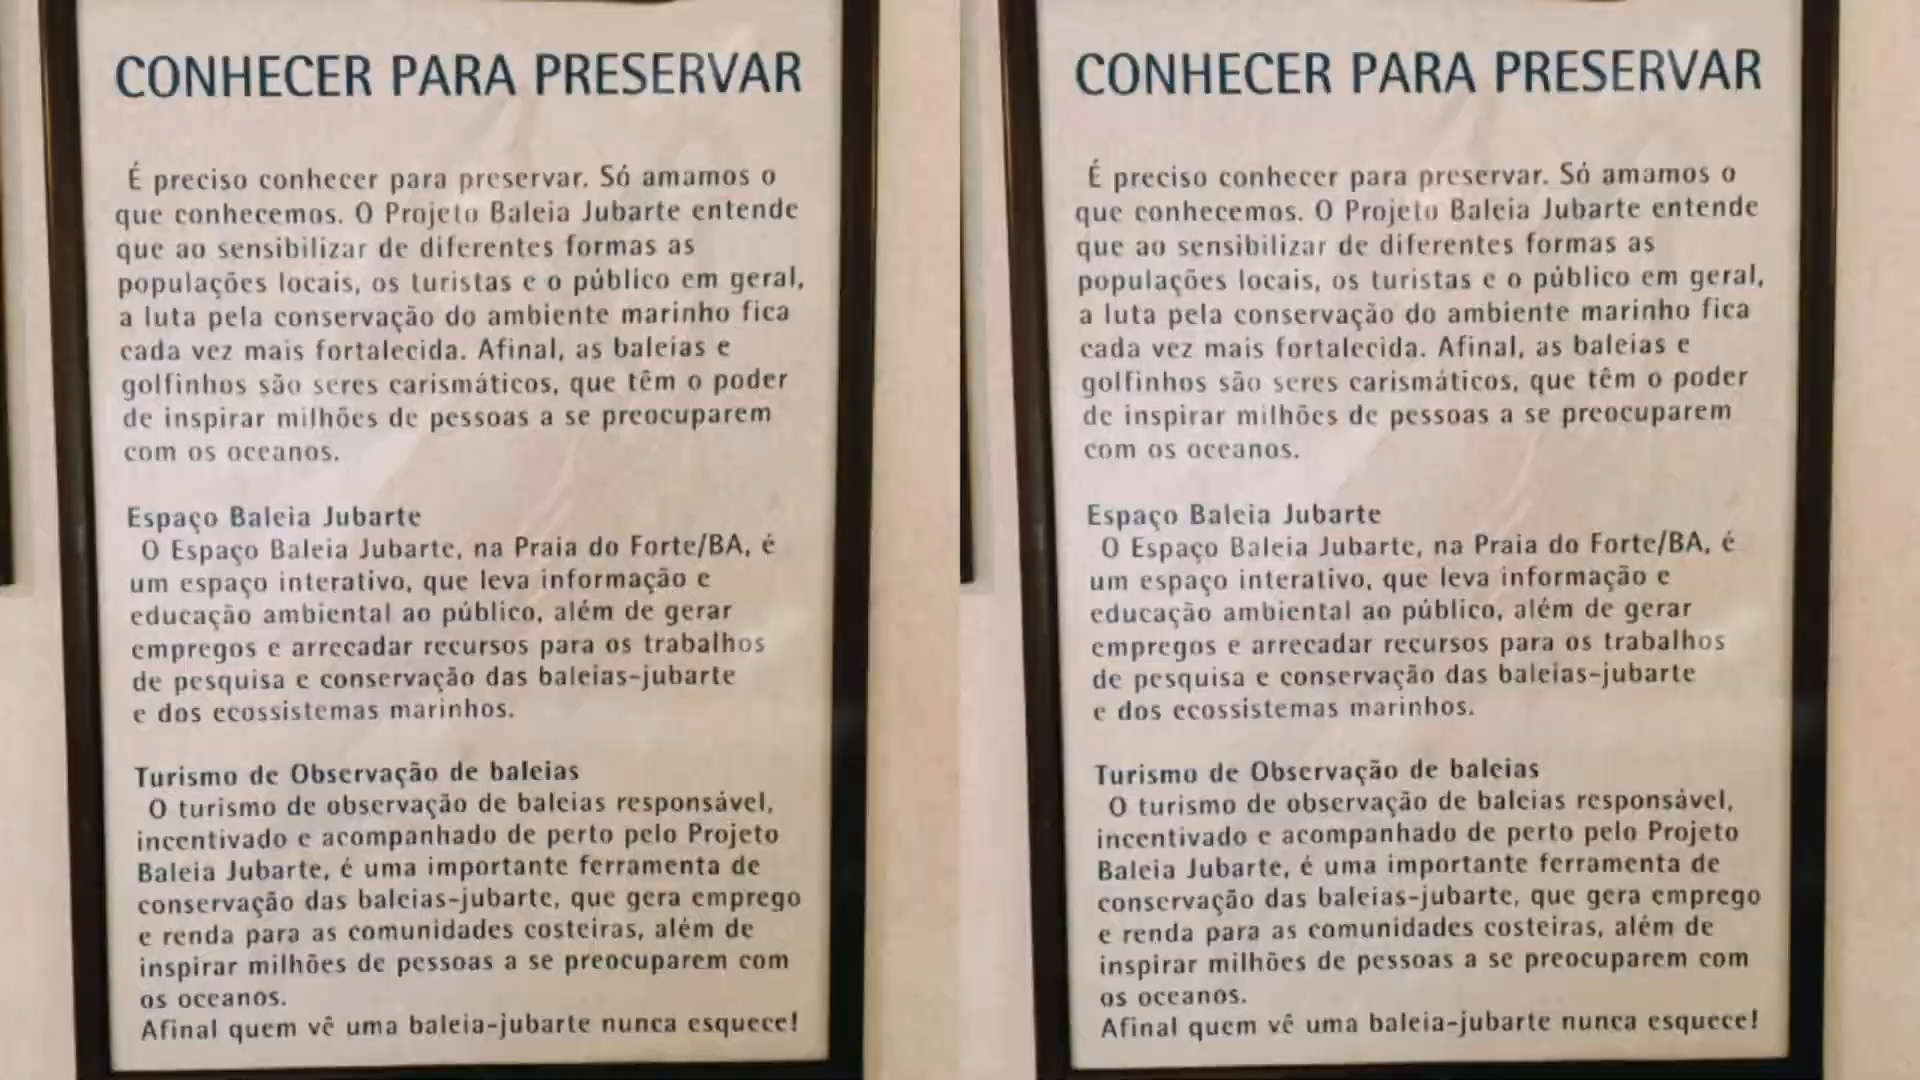 CONHECER PARA PRESERVAR
É preciso conhecer para preservar. Só amamos o
que conhecemos. O Projeto Baleia Jubarte entende
que ao sensibilizar de diferentes formas as
populações locais, os turistas e o público em geral,
a luta pela conservação do ambiente marinho fica
cada vez mais fortalecida. Afinal, as baleias e
golfinhos são seres carismáticos, que têm o poder
de inspirar milhões de pessoas a se preocuparem
com os oceanos.
Espaço Baleia Jubarte
O Espaço Baleia Jubarte, na Praia do Forte/BA, é
um espaço interativo, que leva informação e
educação ambiental ao público, além de gerar
empregos e arrecadar recursos para os trabalhos
de pesquisa e conservação das baleias-jubarte
e dos ecossistemas marinhos.
Turismo de Observação de baleias
O turismo de observação de baleias responsável,
incentivado e acompanhado de perto pelo Projeto
Baleia Jubarte, é uma importante ferramenta de
conservação das baleias-jubarte, que gera emprego
e renda para as comunidades costeiras, além de
inspirar milhões de pessoas a se preocuparem com
os oceanos.
Afinal quem vê uma baleia-jubarte nunca esquece!
CONHECER PARA PRESERVAR
É preciso conhecer para preservar. Só amamos o
que conhecemos. O Projeto Baleia Jubarte entende
que ao sensibilizar de diferentes formas as
populações locais, os turistas e o público em geral,
a luta pela conservação do ambiente marinho fica
cada vez mais fortalecida. Afinal, as baleias e
golfinhos são seres carismáticos, que têm o poder
de inspirar milhões de pessoas a se preocuparem
com os oceanos.
Espaço Baleia Jubarte
O Espaço Baleia Jubarte, na Praia do Forte/BA, é
um espaço interativo, que leva informação e
educação ambiental ao público, além de gerar
empregos e arrecadar recursos para os trabalhos
de pesquisa e conservação das baleias-jubarte
e dos ecossistemas marinhos.
Turismo de Observação de baleias
O turismo de observação de baleias responsável,
incentivado e acompanhado de perto pelo Projeto
Baleia Jubarte, é uma importante ferramenta de
conservação das baleias-jubarte, que gera emprego
e renda para as comunidades costeiras, além de
inspirar milhões de pessoas a se preocuparem com
os oceanos.
Afinal quem vê uma baleia-jubarte nunca esquece!